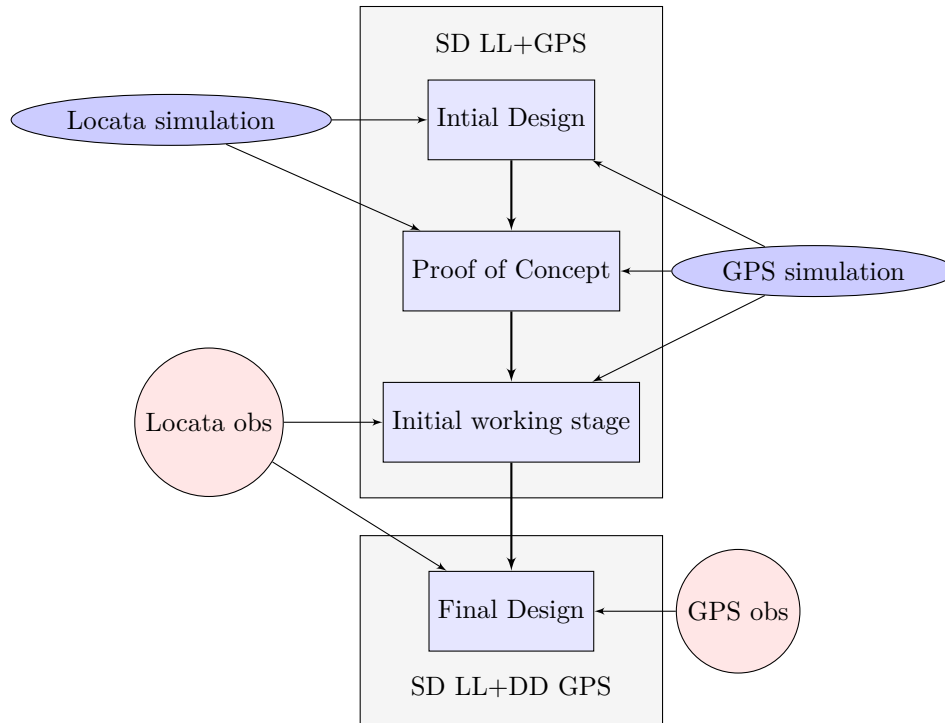 SD LL+GPS
Locata simulation
Intial Design
Proof of Concept
GPS simulation
Locata obs
Initial working stage
Final Design
GPS obs
SD LL+DD GPS